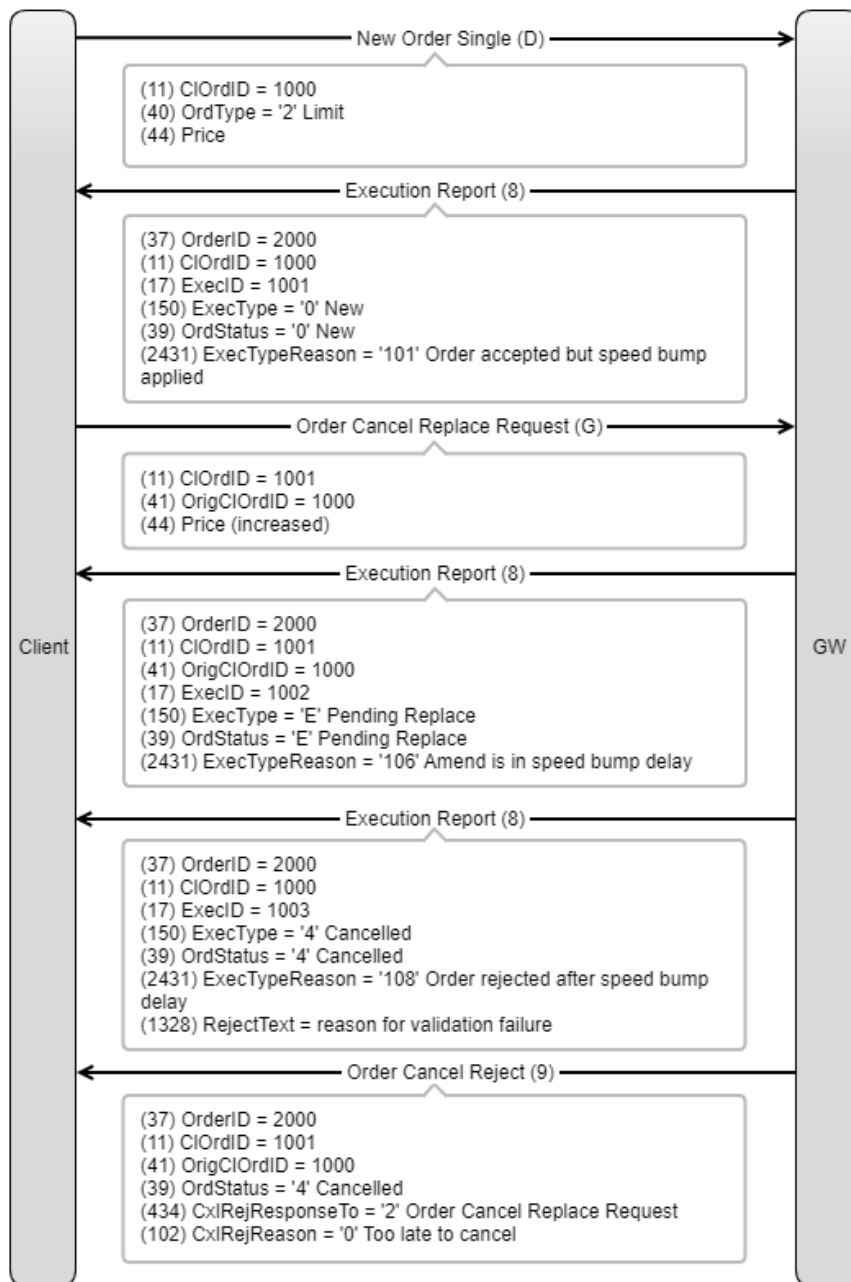 New Order Single (D)
(11) ClOrdID = 1000
(40) OrdType = '2' Limit
(44) Price
Execution Report (8)
(37) OrderID = 2000
(11) ClOrdID = 1000
(17) ExecID = 1001
(150) ExecType = '0' New
(39) OrdStatus = '0' New
(2431) ExecTypeReason = '101' Order accepted but speed bump
applied
Order Cancel Replace Request (G)
(11) ClOrdID = 1001
(41) OrigClOrdID = 1000
(44) Price (increased)
Execution Report (8)
(37) OrderID = 2000
(11) ClOrdID = 1001
(41) OrigClOrdID = 1000
(17) ExecID = 1002
(150) ExecType = 'E' Pending Replace
(39) OrdStatus = 'E' Pending Replace
(2431) ExecTypeReason = '106' Amend is in speed bump delay
Client
GW
Execution Report (8)
(37) OrderID = 2000
(11) ClOrdID = 1000
(17) ExecID = 1003
(150) ExecType = '4' Cancelled
(39) OrdStatus = '4' Cancelled
(2431) ExecTypeReason = '108' Order rejected after speed bump
delay
(1328) RejectText = reason for validation failure
Order Cancel Reject (9)
(37) OrderID = 2000
(11) ClOrdID = 1001
(41) OrigClOrdID = 1000
(39) OrdStatus = '4' Cancelled
(434) CxlRejResponseTo = '2' Order Cancel Replace Request
(102) CxlRejReason = '0' Too late to cancel